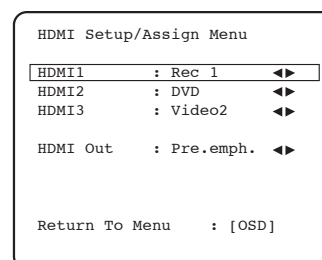 HDMI Setup/Assign Menu
HDMI1 : Rec 1 ◄►
HDMI2 : DVD ◄►
HDMI3 : Video2 ◄►
HDMI Out : Pre.emph. ◄►
Return To Menu : [OSD]